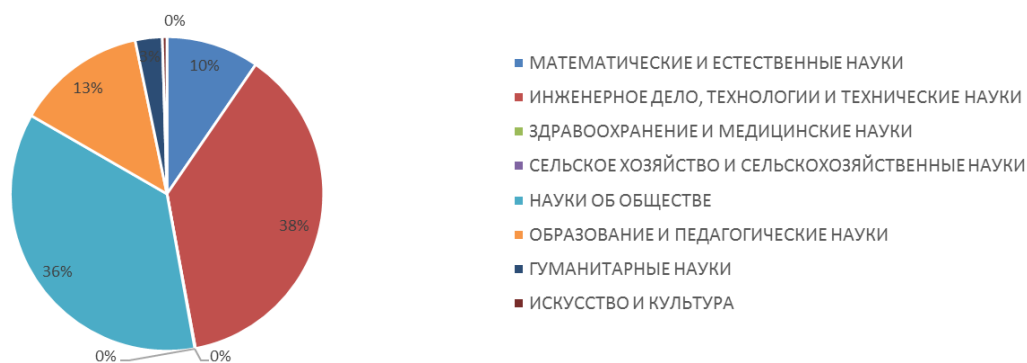 0%
10%
3%
13%
38%
36%
0%
0%
МАТЕМАТИЧЕСКИЕ И ЕСТЕСТВЕННЫЕ НАУКИ
ИНЖЕНЕРНОЕ ДЕЛО, ТЕХНОЛОГИИ И ТЕХНИЧЕСКИЕ НАУКИ
ЗДРАВООХРАНЕНИЕ И МЕДИЦИНСКИЕ НАУКИ
СЕЛЬСКОЕ ХОЗЯЙСТВО И СЕЛЬСКОХОЗЯЙСТВЕННЫЕ НАУКИ
НАУКИ ОБ ОБЩЕСТВЕ
ОБРАЗОВАНИЕ И ПЕДАГОГИЧЕСКИЕ НАУКИ
ГУМАНИТАРНЫЕ НАУКИ
ИСКУССТВО И КУЛЬТУРА